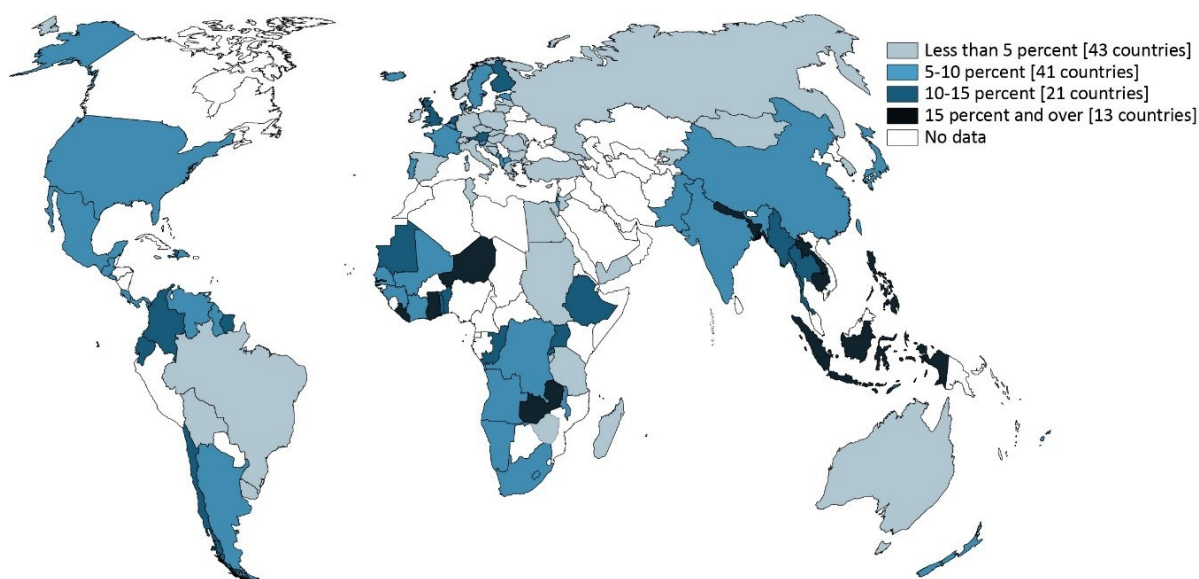 Less than 5 percent [43 countries]
5-10 percent [41 countries]
10-15 percent [21 countries]
15 percent and over [13 countries]
No data